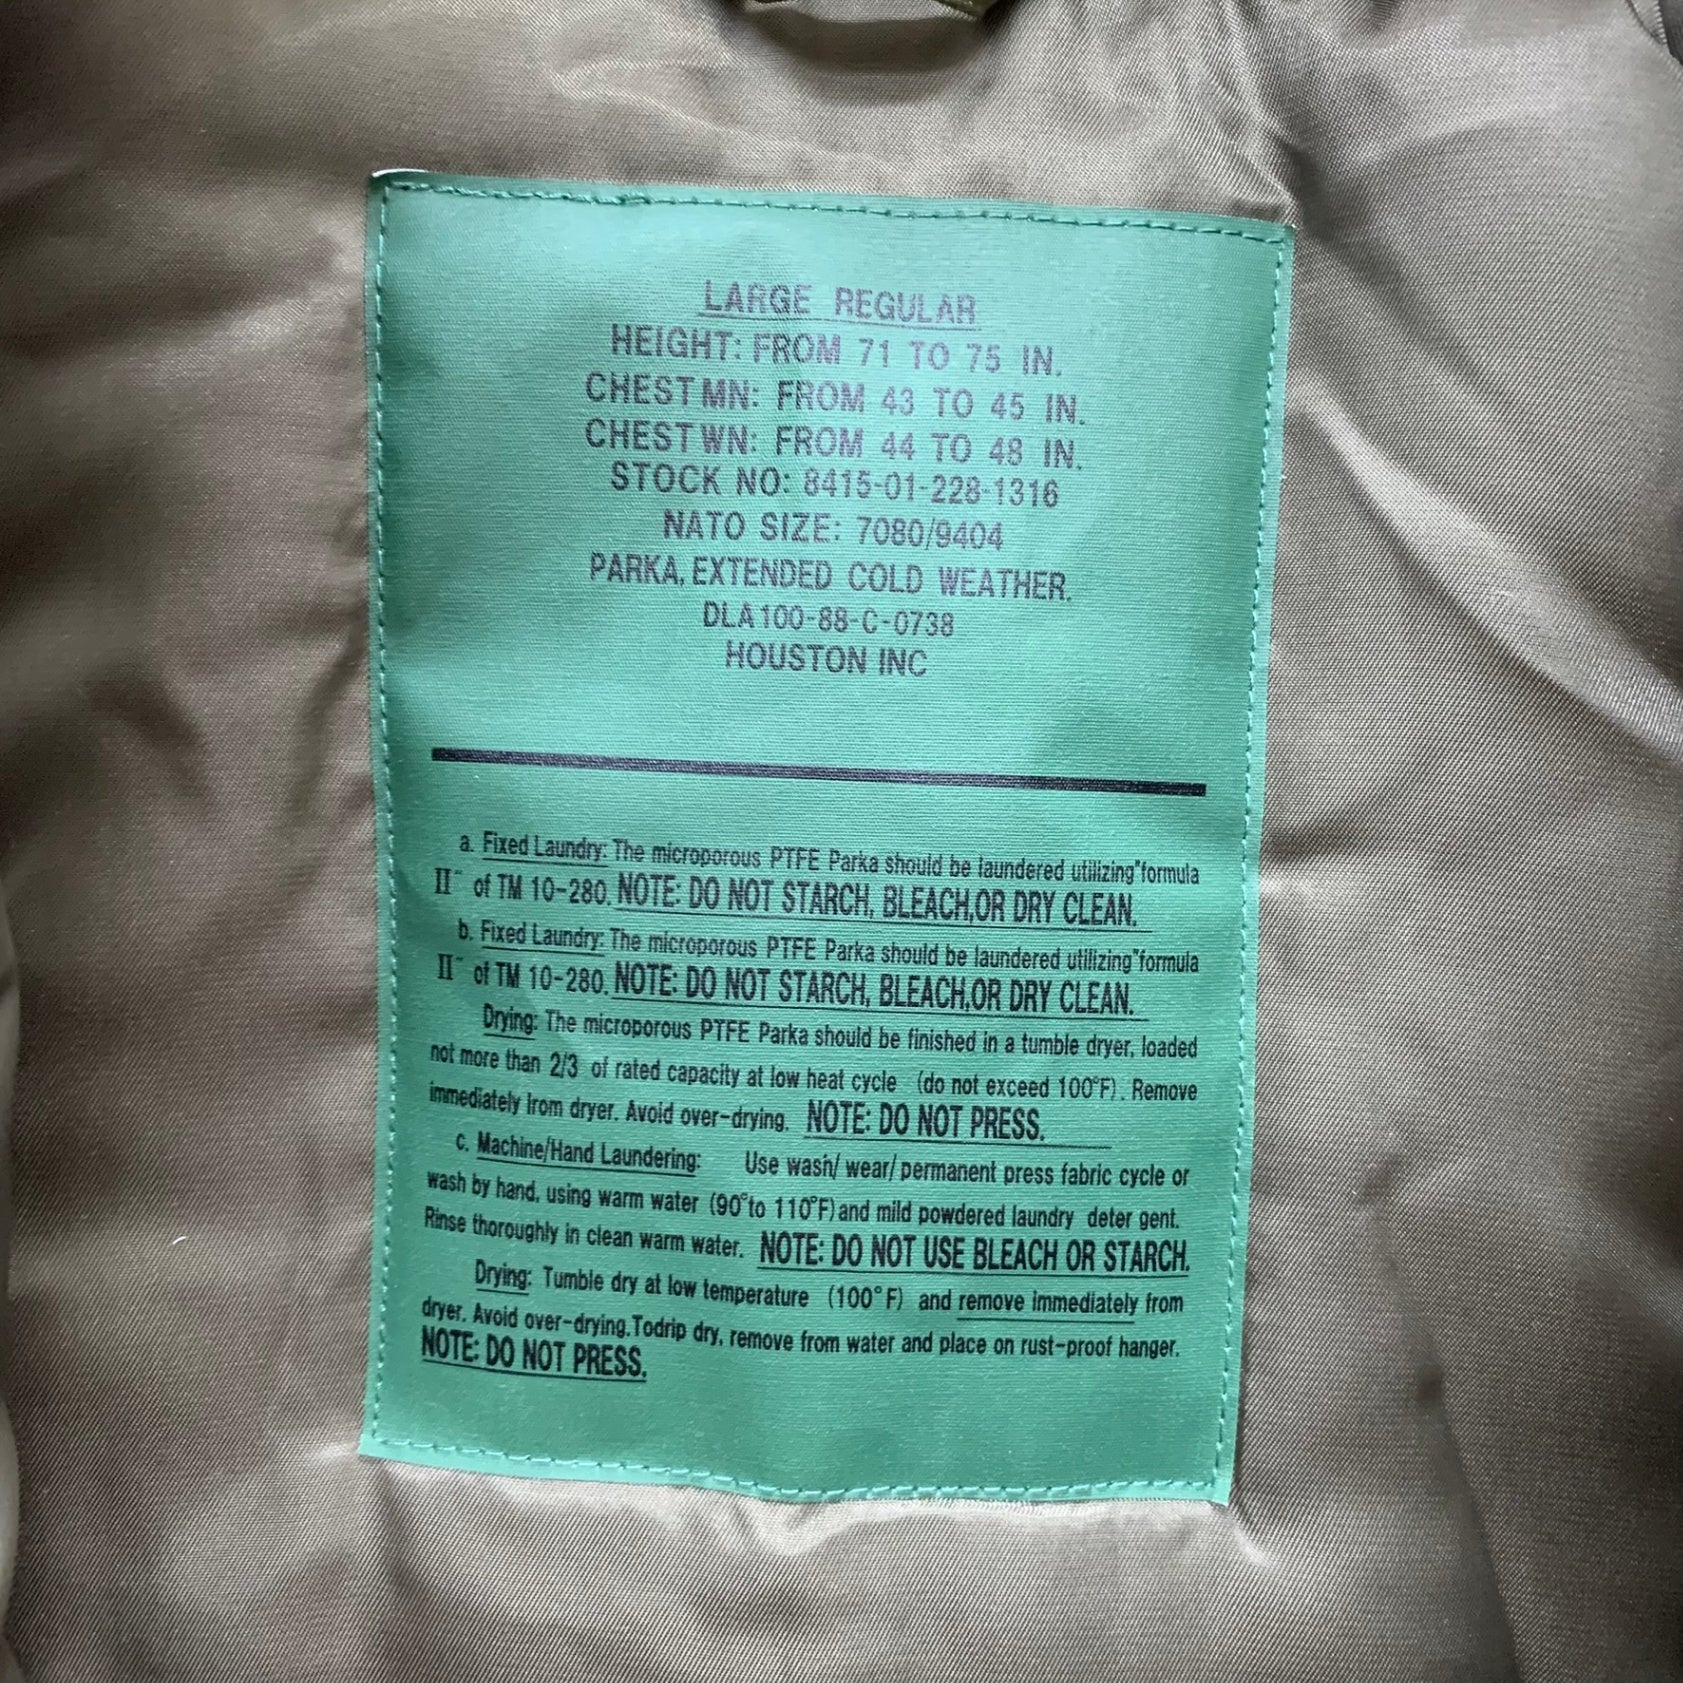 LARGE REGULAR
HEIGHT: FROM 71 TO 75 IN.
CHEST MN: FROM 43 TO 45 IN.
CHEST WN: FROM 44 TO 48 IN.
STOCK NO: 8415-01-228-1316
NATO SIZE: 7080/9404
PARKA, EXTENDED COLD WEATHER.
DLA100-88-C-0738
HOUSTON INC
a. Fixed Laundry: The microporous PTFE Parka should be laundered utilizing"formula
II" of TM 10-280. NOTE: DO NOT STARCH, BLEACH,OR DRY CLEAN.
b. Fixed Laundry: The microporous PTFE Parka should be laundered utilizing"formula
II" of TM 10-280. NOTE: DO NOT STARCH, BLEACH,OR DRY CLEAN.
Drying: The microporous PTFE Parka should be finished in a tumble dryer, loaded
not more than 2/3 of rated capacity at low heat cycle (do not exceed 100°F). Remove
immediately Irom dryer. Avoid over-drying. NOTE: DO NOT PRESS.
c. Machine/Hand Laundering: Use wash/ wear/ permanent press fabric cycle or
wash by hand, using warm water (90°to 110°F) and mild powdered laundry deter gent.
Rinse thoroughly in clean warm water. NOTE: DO NOT USE BLEACH OR STARCH.
Drying: Tumble dry at low temperature (100°F) and remove immediately from
dryer. Avoid over-drying.Todrip dry, remove from water and place on rust-proof hanger.
NOTE: DO NOT PRESS.